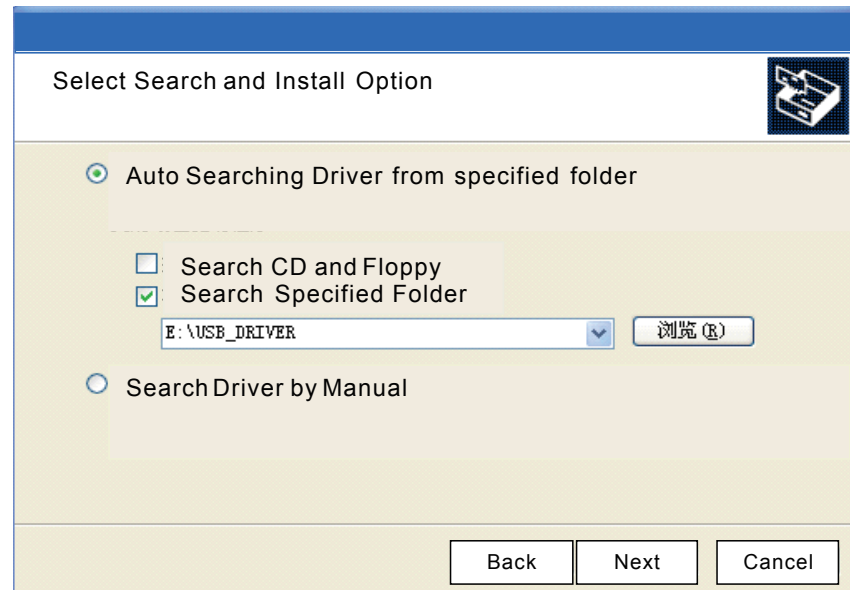 Select Search and Install Option
Auto Searching Driver from specified folder
Search CD and Floppy
Search Specified Folder
E:\USB_DRIVER
浏览(R)
Search Driver by Manual
Back
Next
Cancel